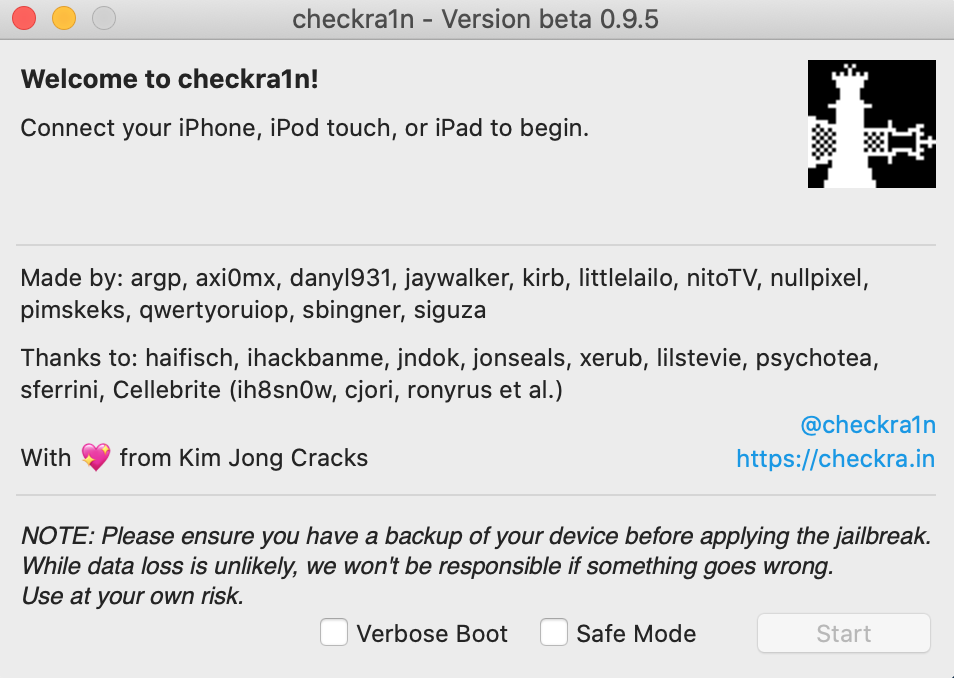 checkra1n - Version beta 0.9.5
Welcome to checkra1n!
Connect your iPhone, iPod touch, or iPad to begin.
Made by: argp, axi0mx, danyl931, jaywalker, kirb, littlelailo, nitoTV, nullpixel,
pimskeks, qwertyoruiop, sbingner, siguza
Thanks to: haifisch, ihackbanme, jndok, jonseals, xerub, lilstevie, psychotea,
sferrini, Cellebrite (ih8sn0w, cjori, ronyrus et al.)
@checkra1n
With 💖 from Kim Jong Cracks
https://checkra.in
NOTE: Please ensure you have a backup of your device before applying the jailbreak.
While data loss is unlikely, we won't be responsible if something goes wrong.
Use at your own risk.
Verbose Boot
Safe Mode
Start